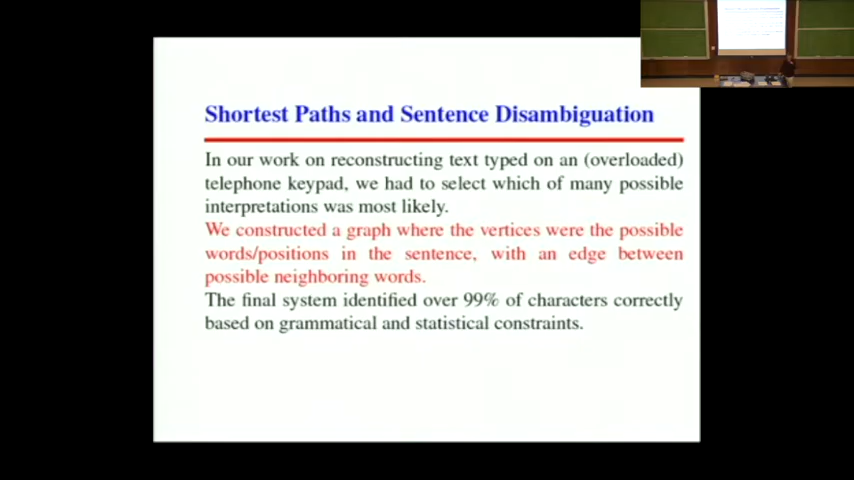 Shortest Paths and Sentence Disambiguation
In our work on reconstructing text typed on an (overloaded)
telephone keypad, we had to select which of many possible
interpretations was most likely.
We constructed a graph where the vertices were the possible
words/positions in the sentence, with an edge between
possible neighboring words.
The final system identified over 99% of characters correctly
based on grammatical and statistical constraints.